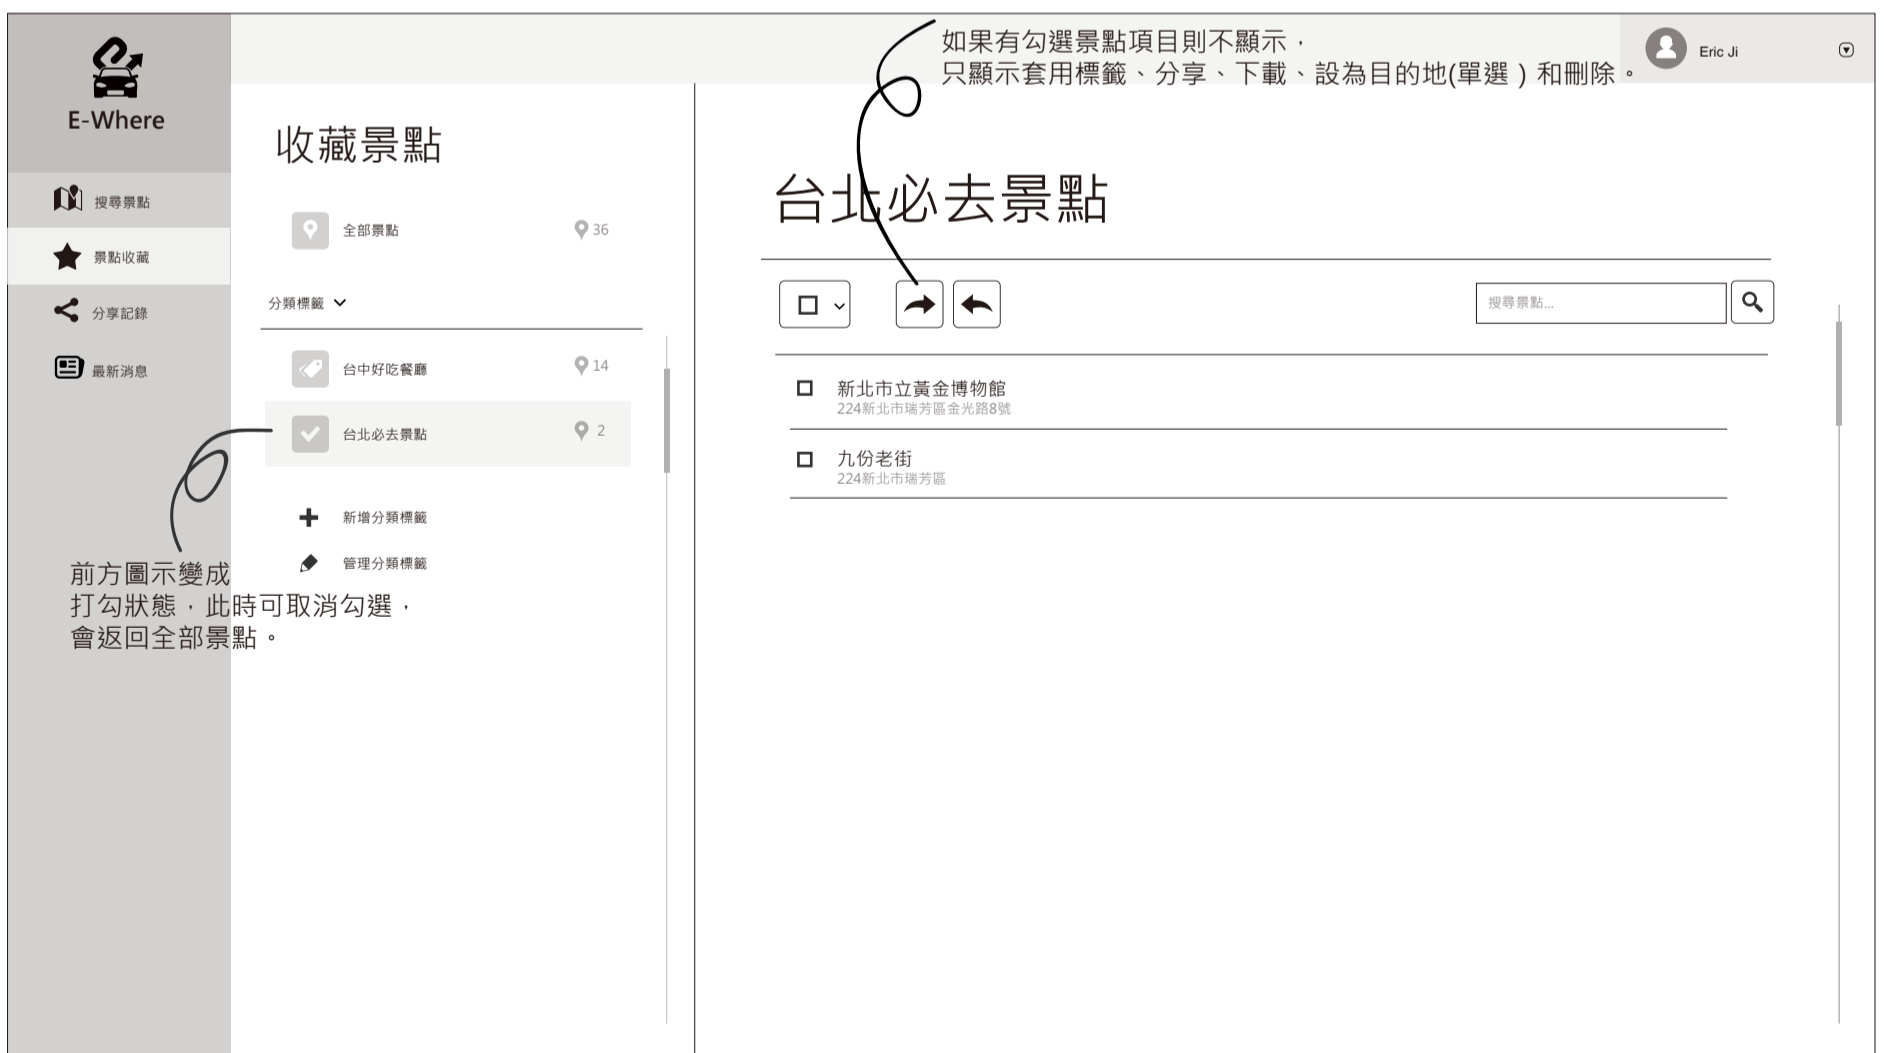 如果有勾選景點項目則不顯示，
只顯示套用標籤、分享、下載、設為目的地(單選）和刪除。
Eric Ji
E-Where
搜尋景點
景點收藏
分享記錄
最新消息
收藏景點
全部景點
36
分類標籤
台中好吃餐廳
14
台北必去景點
2
新增分類標籤
管理分類標籤
前方圖示變成
打勾狀態，此時可取消勾選，
會返回全部景點。
台北必去景點
搜尋景點...
新北市立黃金博物館
224新北市瑞芳區金光路8號
九份老街
224新北市瑞芳區